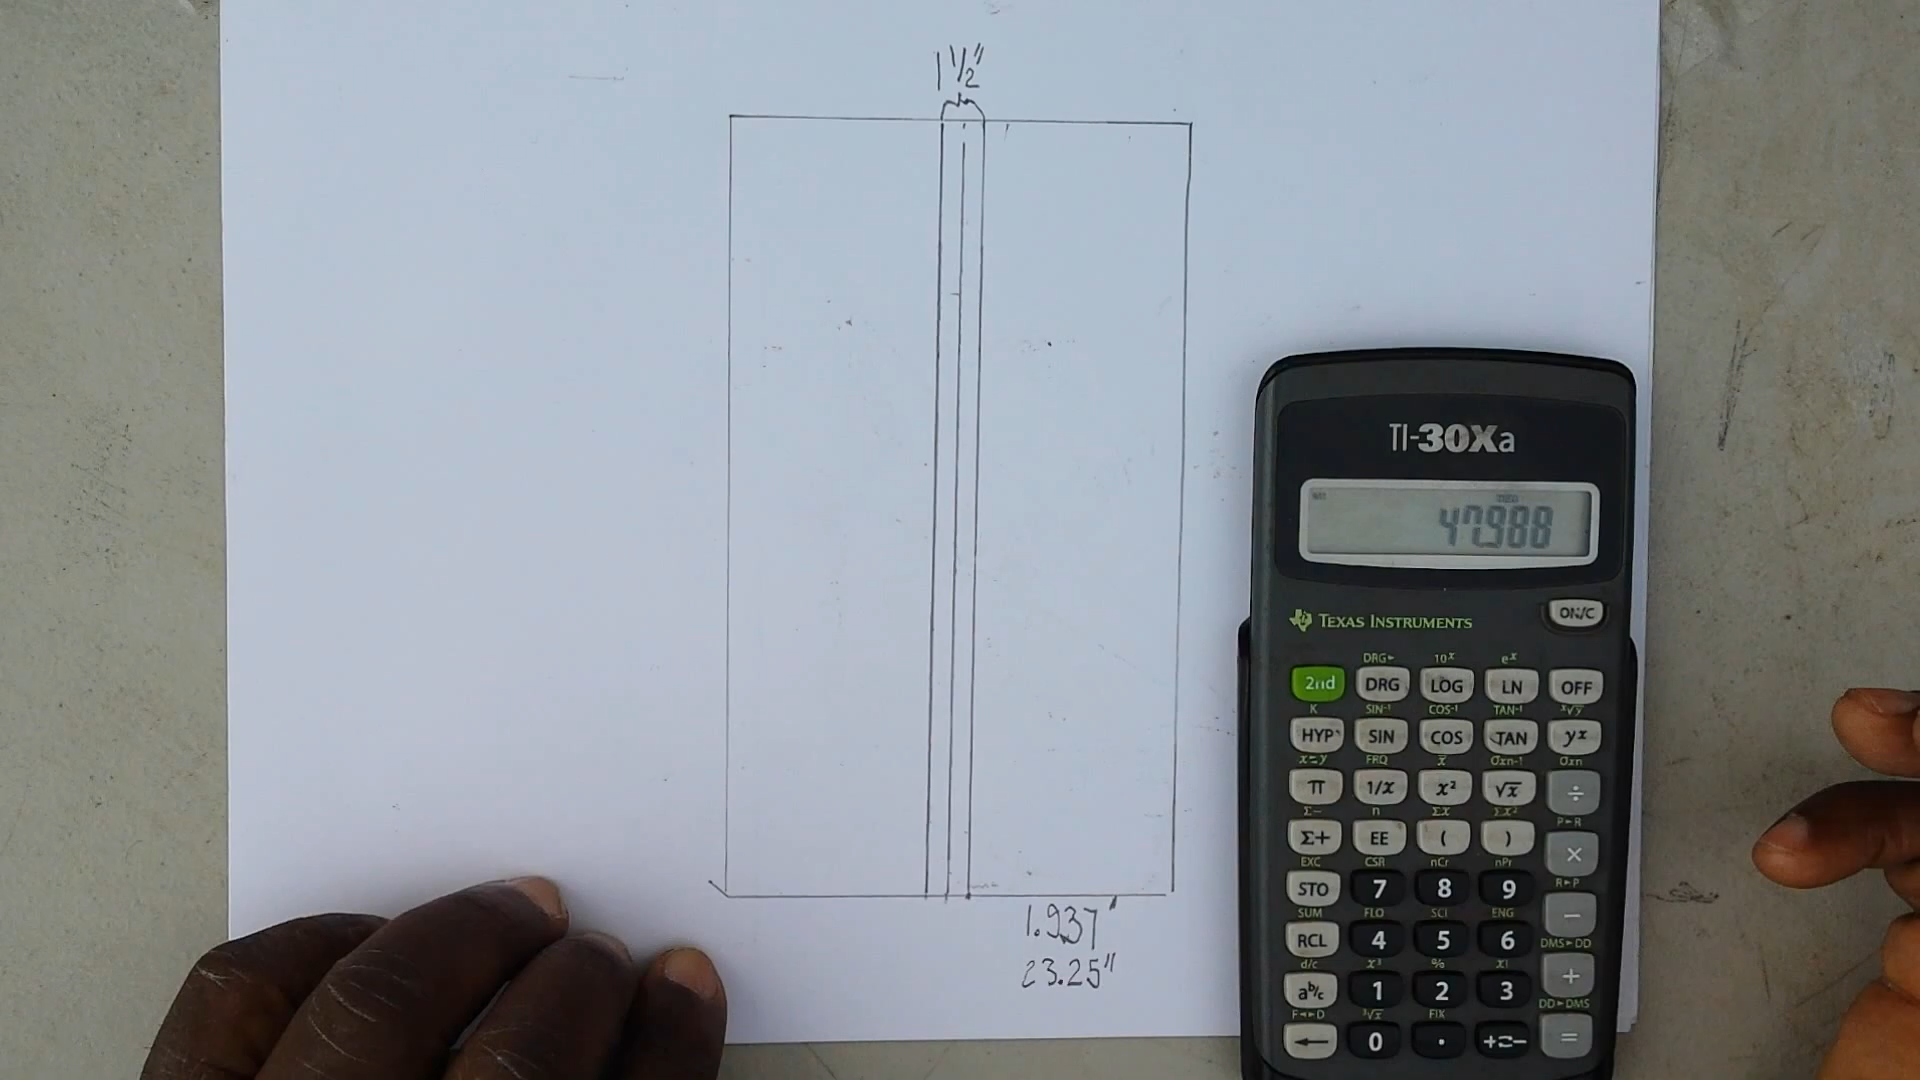 1 1/2"
1.937"
23.25"
TI-30Xa
47.988
TEXAS INSTRUMENTS
ON/C
DRG► 10ˣ eˣ
2nd DRG LOG LN OFF
K SIN⁻¹ COS⁻¹ TAN⁻¹ ˣ√y
HYP SIN COS TAN yˣ
x⇆y FRQ x̄ σxn-1 σxn
π 1/x x² √x ÷
Σ− n Σx Σx² P►R
Σ+ EE ( ) ×
EXC CSR nCr nPr R►P
STO 7 8 9 −
SUM FLO SCI ENG DMS►DD
RCL 4 5 6 +
d/c x³ % x! DD►DMS
aᵇ/c 1 2 3 =
F◄►D ³√x FIX
← 0 . +⇆−